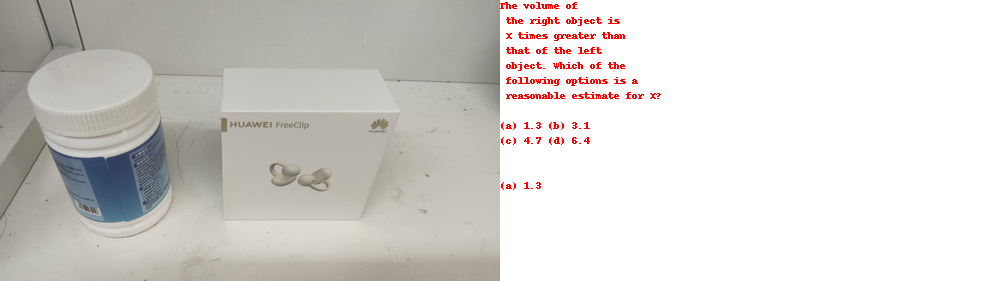 HUAWEI FreeClip
HUAWEI
The volume of
the right object is
X times greater than
that of the left
object. Which of the
following options is a
reasonable estimate for X?
(a) 1.3 (b) 3.1
(c) 4.7 (d) 6.4
(a) 1.3